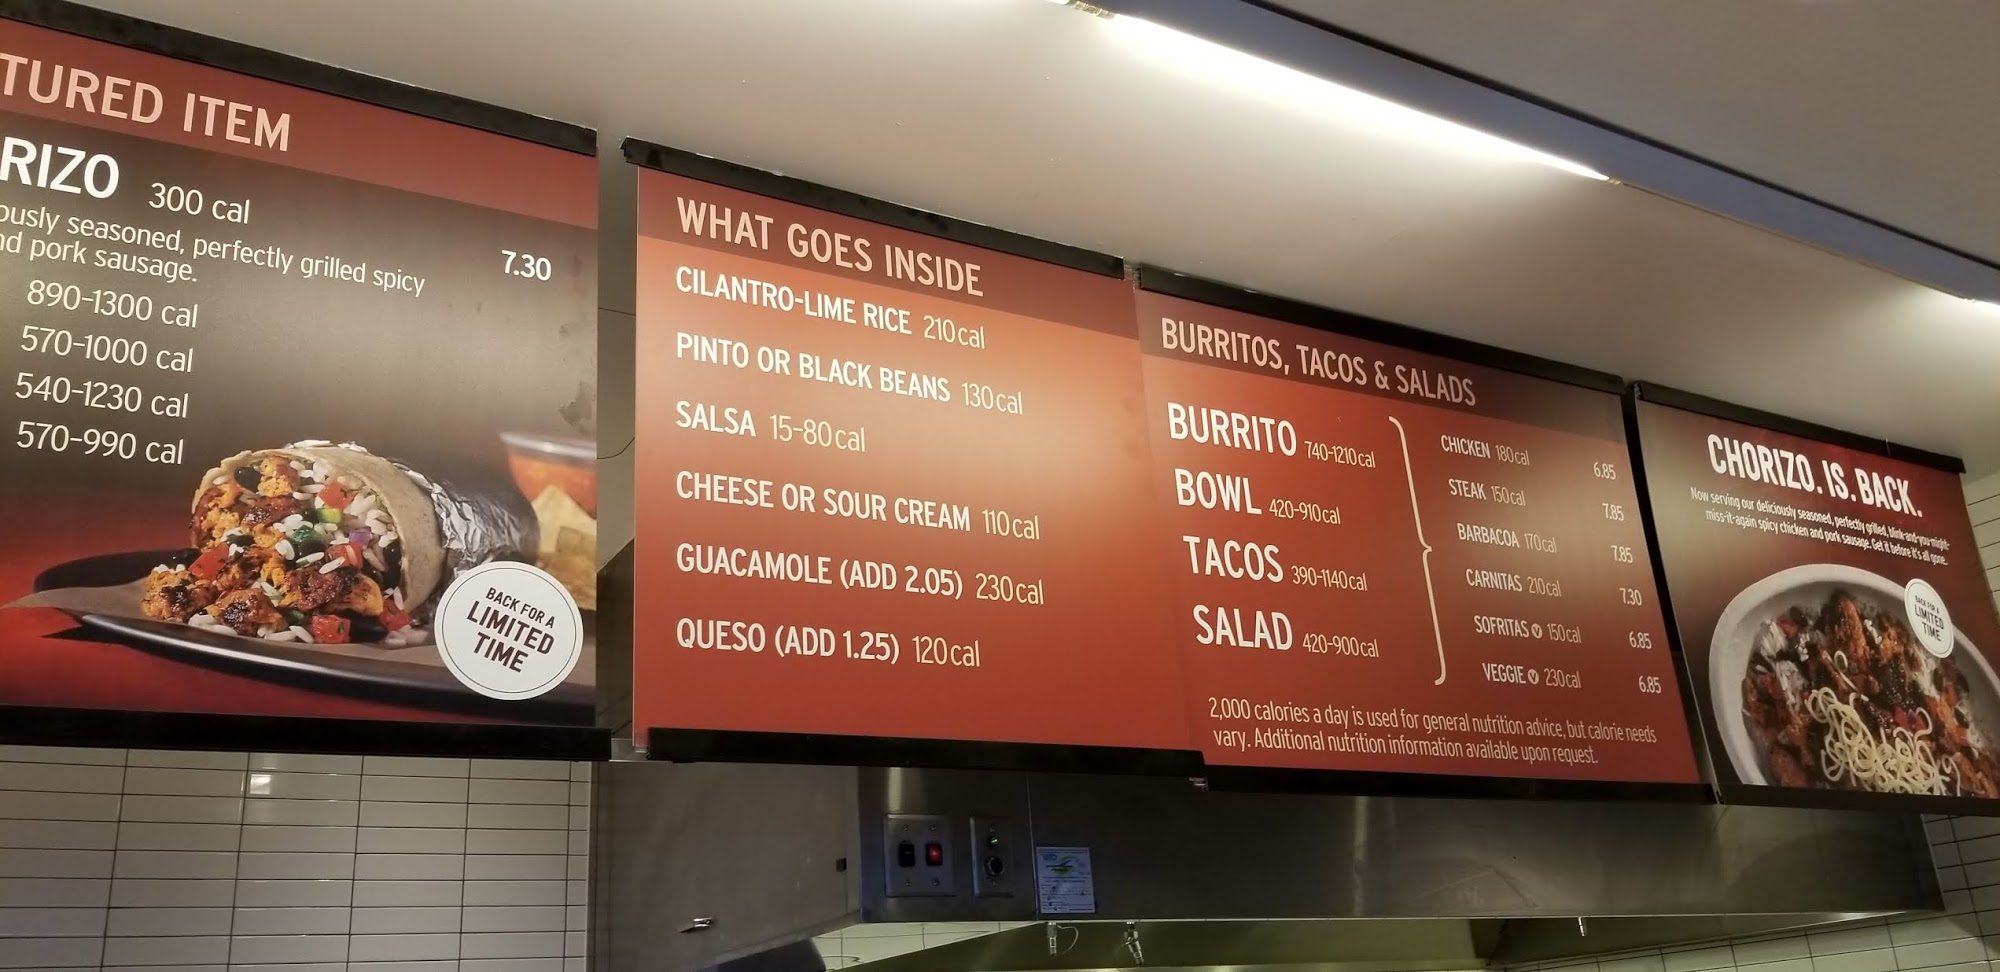 TURED ITEM
RIZO 300 cal
ously seasoned, perfectly grilled spicy
nd pork sausage.
7.30
890-1300 cal
570-1000 cal
540-1230 cal
570-990 cal
BACK FOR A
LIMITED
TIME
WHAT GOES INSIDE
CILANTRO-LIME RICE 210 cal
PINTO OR BLACK BEANS 130 cal
SALSA 15-80 cal
CHEESE OR SOUR CREAM 110 cal
GUACAMOLE (ADD 2.05) 230 cal
QUESO (ADD 1.25) 120 cal
BURRITOS, TACOS & SALADS
BURRITO 740-1210 cal
BOWL 420-910 cal
TACOS 390-1140 cal
SALAD 420-900 cal
CHICKEN 180 cal 6.85
STEAK 150 cal 7.85
BARBACOA 170 cal 7.85
CARNITAS 210 cal 7.30
SOFRITAS V 150 cal 6.85
VEGGIE V 230 cal 6.85
2,000 calories a day is used for general nutrition advice, but calorie needs
vary. Additional nutrition information available upon request.
CHORIZO. IS. BACK.
Now serving our deliciously seasoned, perfectly grilled, blink-and-you-might-
miss-it-again spicy chicken and pork sausage. Get it before it's all gone.
BACK FOR A
LIMITED
TIME